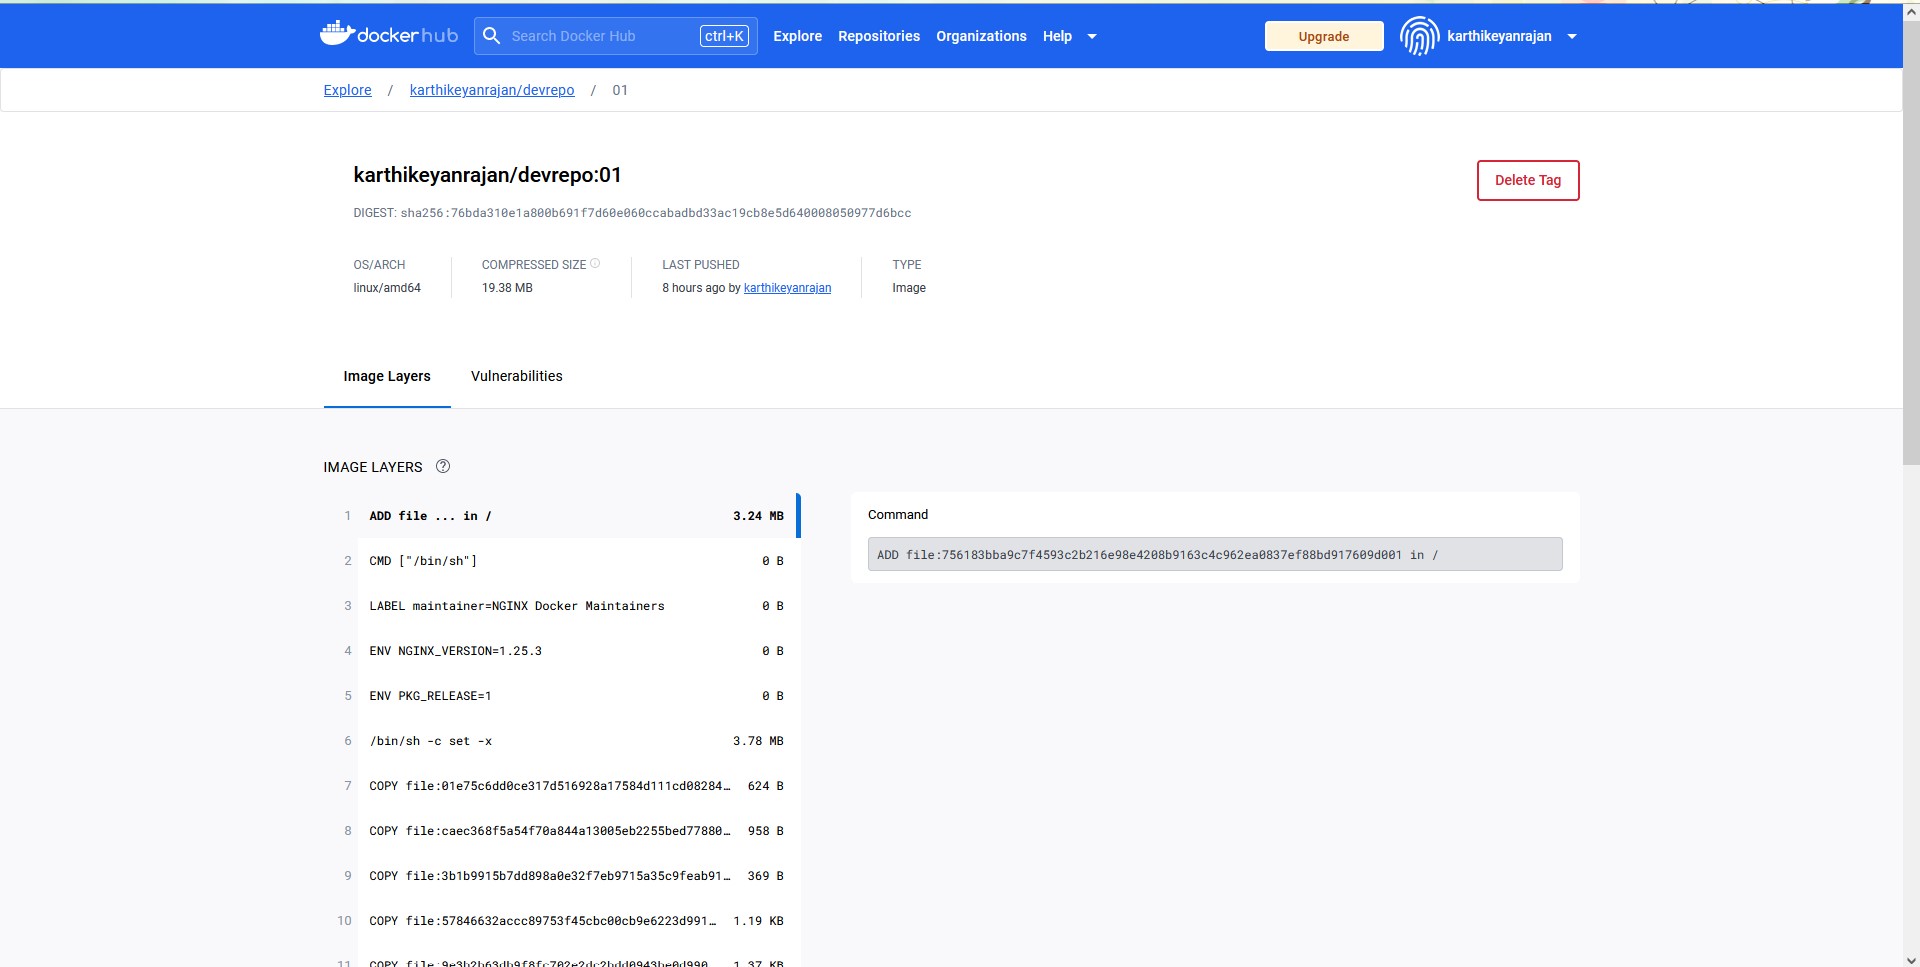 docker hub Search Docker Hub ctrl+K Explore Repositories Organizations Help Upgrade karthikeyanrajan
Explore / karthikeyanrajan/devrepo / 01
karthikeyanrajan/devrepo:01
Delete Tag
DIGEST: sha256:76bda310e1a800b691f7d60e060ccabadbd33ac19cb8e5d640008050977d6bcc
OS/ARCH COMPRESSED SIZE LAST PUSHED TYPE
linux/amd64 19.38 MB 8 hours ago by karthikeyanrajan Image
Image Layers Vulnerabilities
IMAGE LAYERS
1 ADD file ... in / 3.24 MB
Command
ADD file:756183bba9c7f4593c2b216e98e4208b9163c4c962ea0837ef88bd917609d001 in /
2 CMD ["/bin/sh"] 0 B
3 LABEL maintainer=NGINX Docker Maintainers 0 B
4 ENV NGINX_VERSION=1.25.3 0 B
5 ENV PKG_RELEASE=1 0 B
6 /bin/sh -c set -x 3.78 MB
7 COPY file:01e75c6dd0ce317d516928a17584d111cd08284… 624 B
8 COPY file:caec368f5a54f70a844a13005eb2255bed77880… 958 B
9 COPY file:3b1b9915b7dd898a0e32f7eb9715a35c9feab91… 369 B
10 COPY file:57846632accc89753f45cbc00cb9e6223d991… 1.19 KB
11 COPY file:9e3b2b63db9f8fc702e2dc2bdd0943be0d990… 1.37 KB